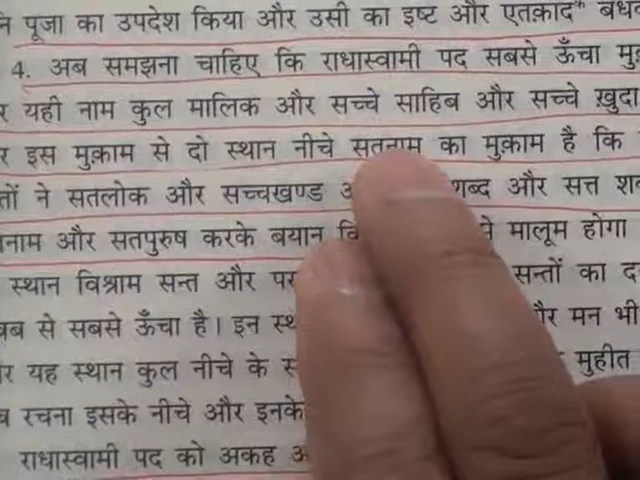 पूजा का उपदेश किया और उसी का इष्ट और एतक़ाद*
4. अब समझना चाहिए कि राधास्वामी पद सबसे ऊँचा
यही नाम कुल मालिक और सच्चे साहिब और सच्चे ख़ुदा
इस मुक़ाम से दो स्थान नीचे सतनाम का मुक़ाम है कि
ने सतलोक और सच्चखण्ड शब्द और सत्त
और सतपुरुष करके बयान मालूम होगा
स्थान विश्राम सन्त और सन्तों का
से सबसे ऊँचा है। इन मन भी
यह स्थान कुल नीचे के मुहीत
रचना इसके नीचे और इनके
राधास्वामी पद को अकह